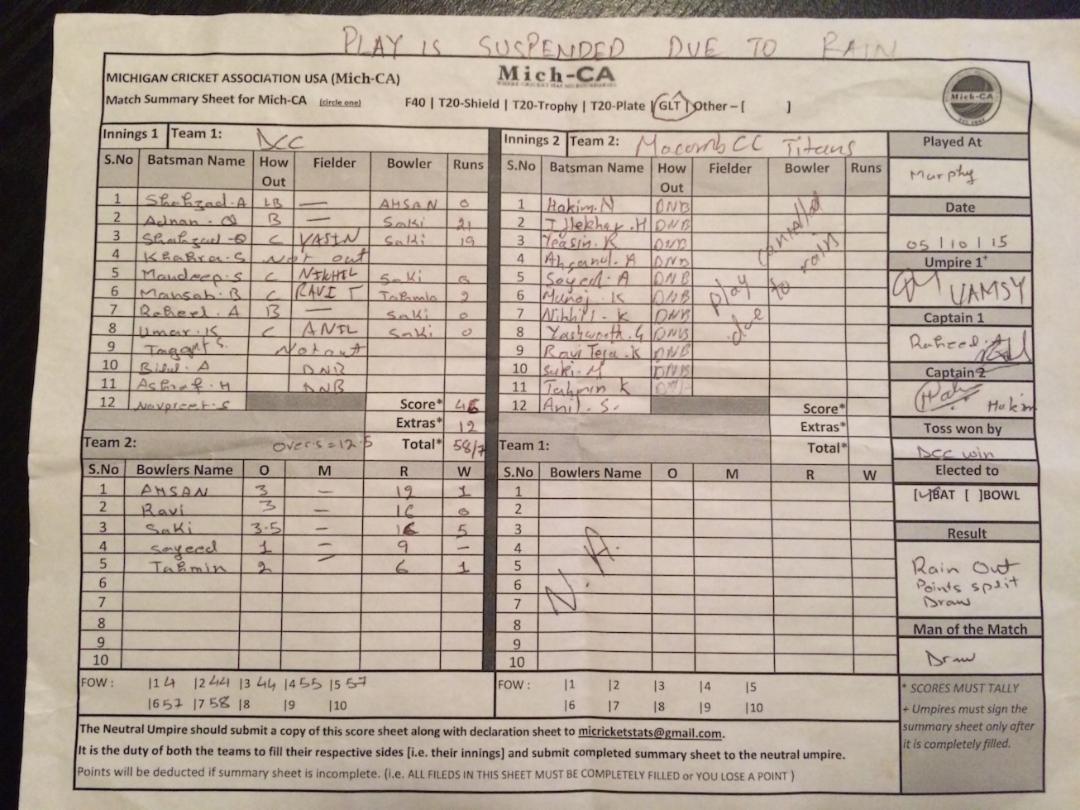 PLAY IS SUSPENDED DUE TO RAIN
MICHIGAN CRICKET ASSOCIATION USA (Mich-CA)
Mich-CA
Match Summary Sheet for Mich-CA (circle one) F40 | T20-Shield | T20-Trophy | T20-Plate | GLT | Other – [ ]
Mich-CA
Innings 1 Team 1: DCC
S.No Batsman Name How Out Fielder Bowler Runs
1 Shahzad-A LB — AHSAN 0
2 Adnan-Q B — Saki 21
3 Shahzad-Q C YASIN Saki 19
4 Khahra-S Not out
5 Mandeep-S C NIKHIL Saki
6 C RAVI T Tahmin 2
7 Raheel.A B — Saki 0
8 Umar.K C ANIL Saki 0
9 Not out
10 Bilal.A DNB
11 Ashraf.H DNB
12 Navpreet-S
Score* 46
Extras* 12
Team 2: overs=12.5 Total* 58/7
S.No Bowlers Name O M R W
1 AHSAN 3 — 19 1
2 Ravi 3 — 16 0
3 Saki 3.5 — 5
4 sayeed 1 — 9 —
5 Tahmin 2 — 6 1
6
7
8
9
10
FOW : |1 4 |2 44 |3 44 |4 55 |5 57
|6 57 |7 58 |8 |9 |10
Innings 2 Team 2: Macomb CC Titans
S.No Batsman Name How Out Fielder Bowler Runs
1 Hakim.N DNB
2 DNB
3 Yeasin.K DNB
4 Ahsanul.A DNB
5 Sayed.A DNB
6 DNB
7 Nikhil-K DNB
8 DNB
9 Ravi Teja.K DNB
10 Saki.M DNB
11 Tahmin K
12 Anil.S.
play cancelled
due to rain
Score*
Extras*
Team 1: Total*
S.No Bowlers Name O M R W
1
2
3
4
5
6
7
8
9
10
N.A.
FOW : |1 |2 |3 |4 |5
|6 |7 |8 |9 |10
Played At
Murphy
Date
05/10/15
Umpire 1+
VAMSY
Captain 1
Raheel.A
Captain 2
Hakim
Toss won by
DCC win
Elected to
[✓]BAT [ ]BOWL
Result
Rain Out
Points split
Draw
Man of the Match
Draw
* SCORES MUST TALLY
+ Umpires must sign the
summary sheet only after
it is completely filled.
The Neutral Umpire should submit a copy of this score sheet along with declaration sheet to micricketstats@gmail.com.
It is the duty of both the teams to fill their respective sides [i.e. their innings) and submit completed summary sheet to the neutral umpire.
Points will be deducted if summary sheet is incomplete. (i.e. ALL FILEDS IN THIS SHEET MUST BE COMPLETELY FILLED or YOU LOSE A POINT )